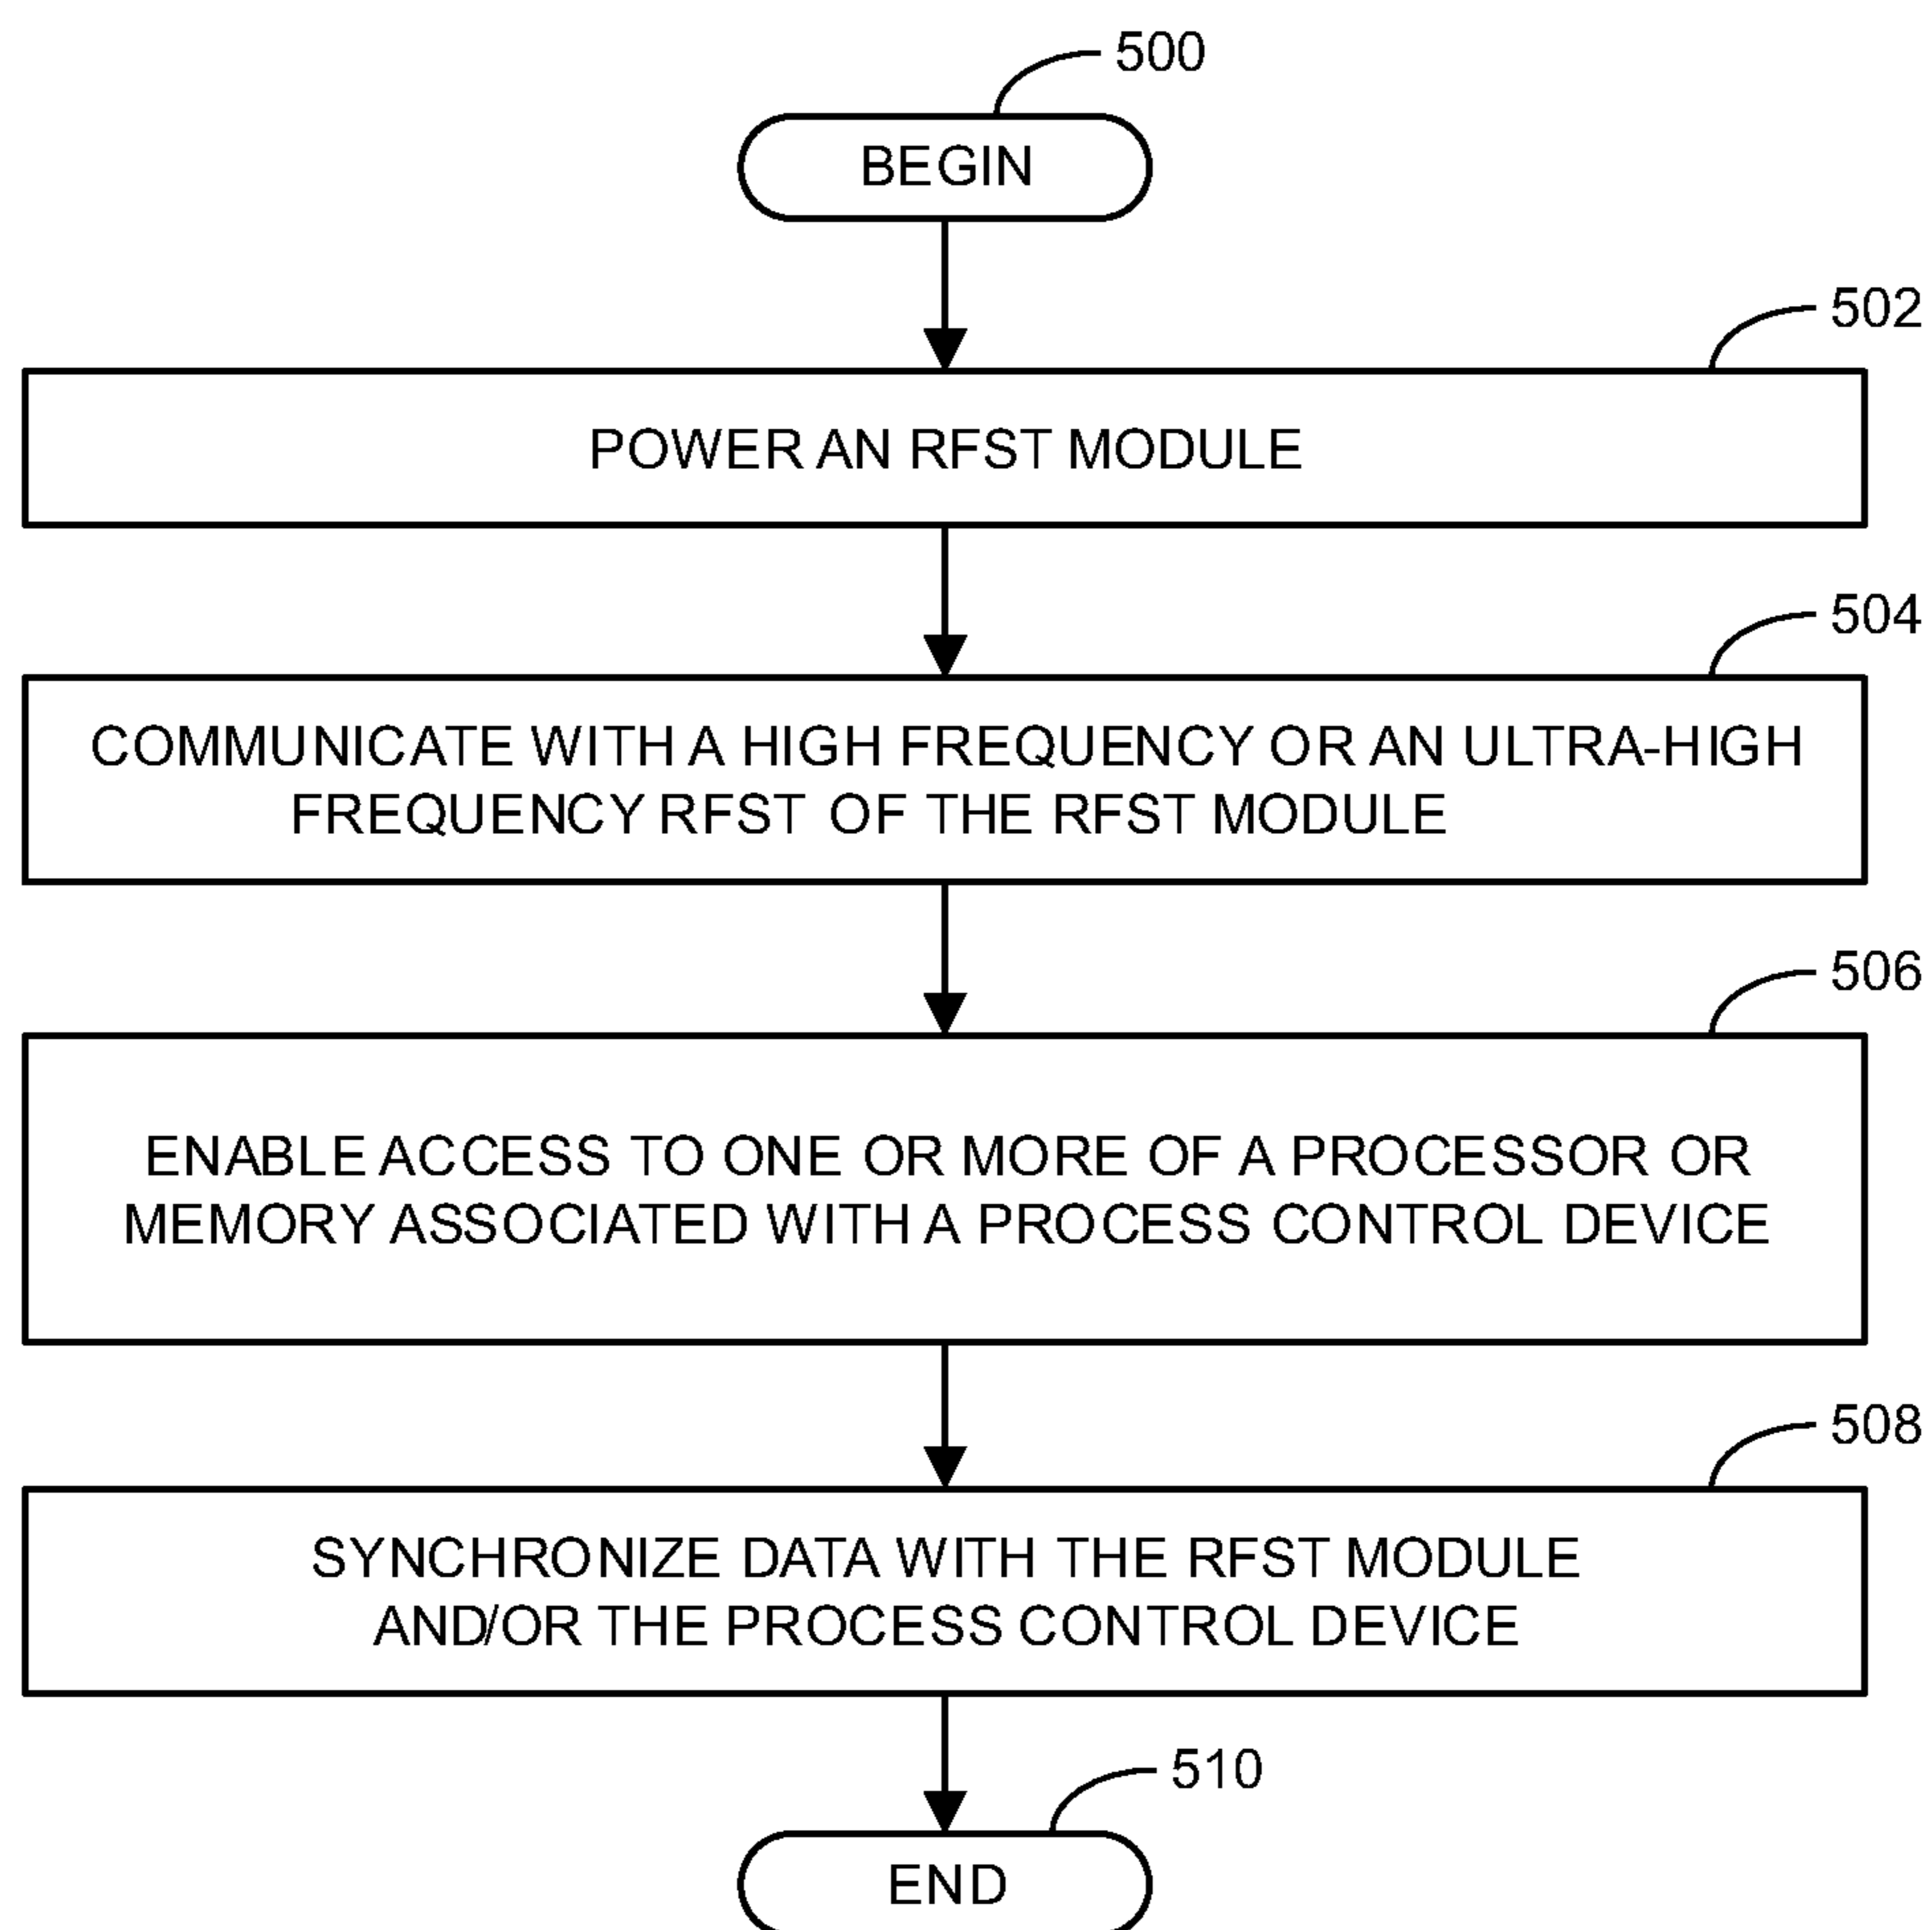 500
BEGIN
502
POWER AN RFST MODULE
504
COMMUNICATE WITH A HIGH FREQUENCY OR AN ULTRA-HIGH
FREQUENCY RFST OF THE RFST MODULE
506
ENABLE ACCESS TO ONE OR MORE OF A PROCESSOR OR
MEMORY ASSOCIATED WITH A PROCESS CONTROL DEVICE
508
SYNCHRONIZE DATA WITH THE RFST MODULE
AND/OR THE PROCESS CONTROL DEVICE
510
END